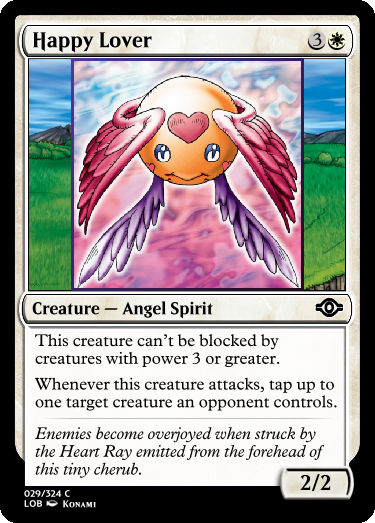 Happy Lover 3
Creature — Angel Spirit
This creature can't be blocked by
creatures with power 3 or greater.
Whenever this creature attacks, tap up to
one target creature an opponent controls.
Enemies become overjoyed when struck by
the Heart Ray emitted from the forehead of
this tiny cherub.
2/2
029/324 C
LOB Konami